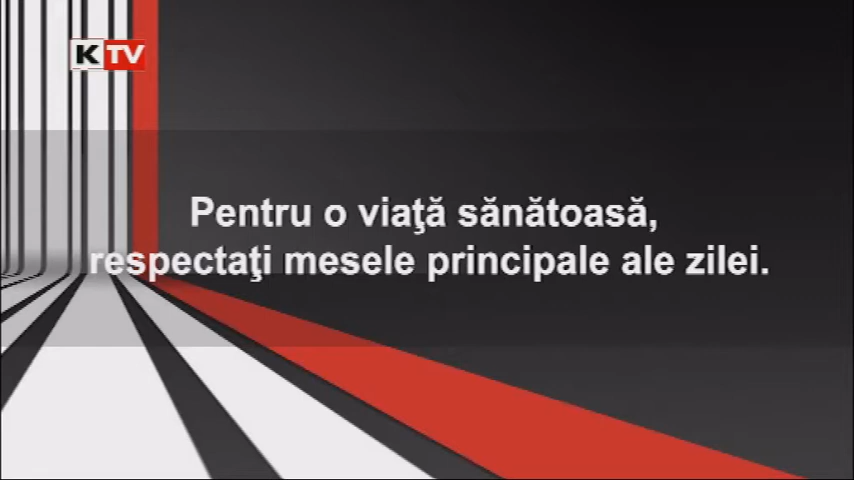 KTV
Pentru o viaţă sănătoasă,
respectaţi mesele principale ale zilei.